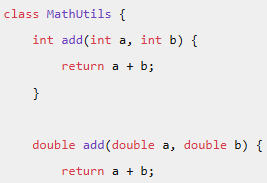 class MathUtils {
    int add(int a, int b) {
        return a + b;
    }

    double add(double a, double b) {
        return a + b;